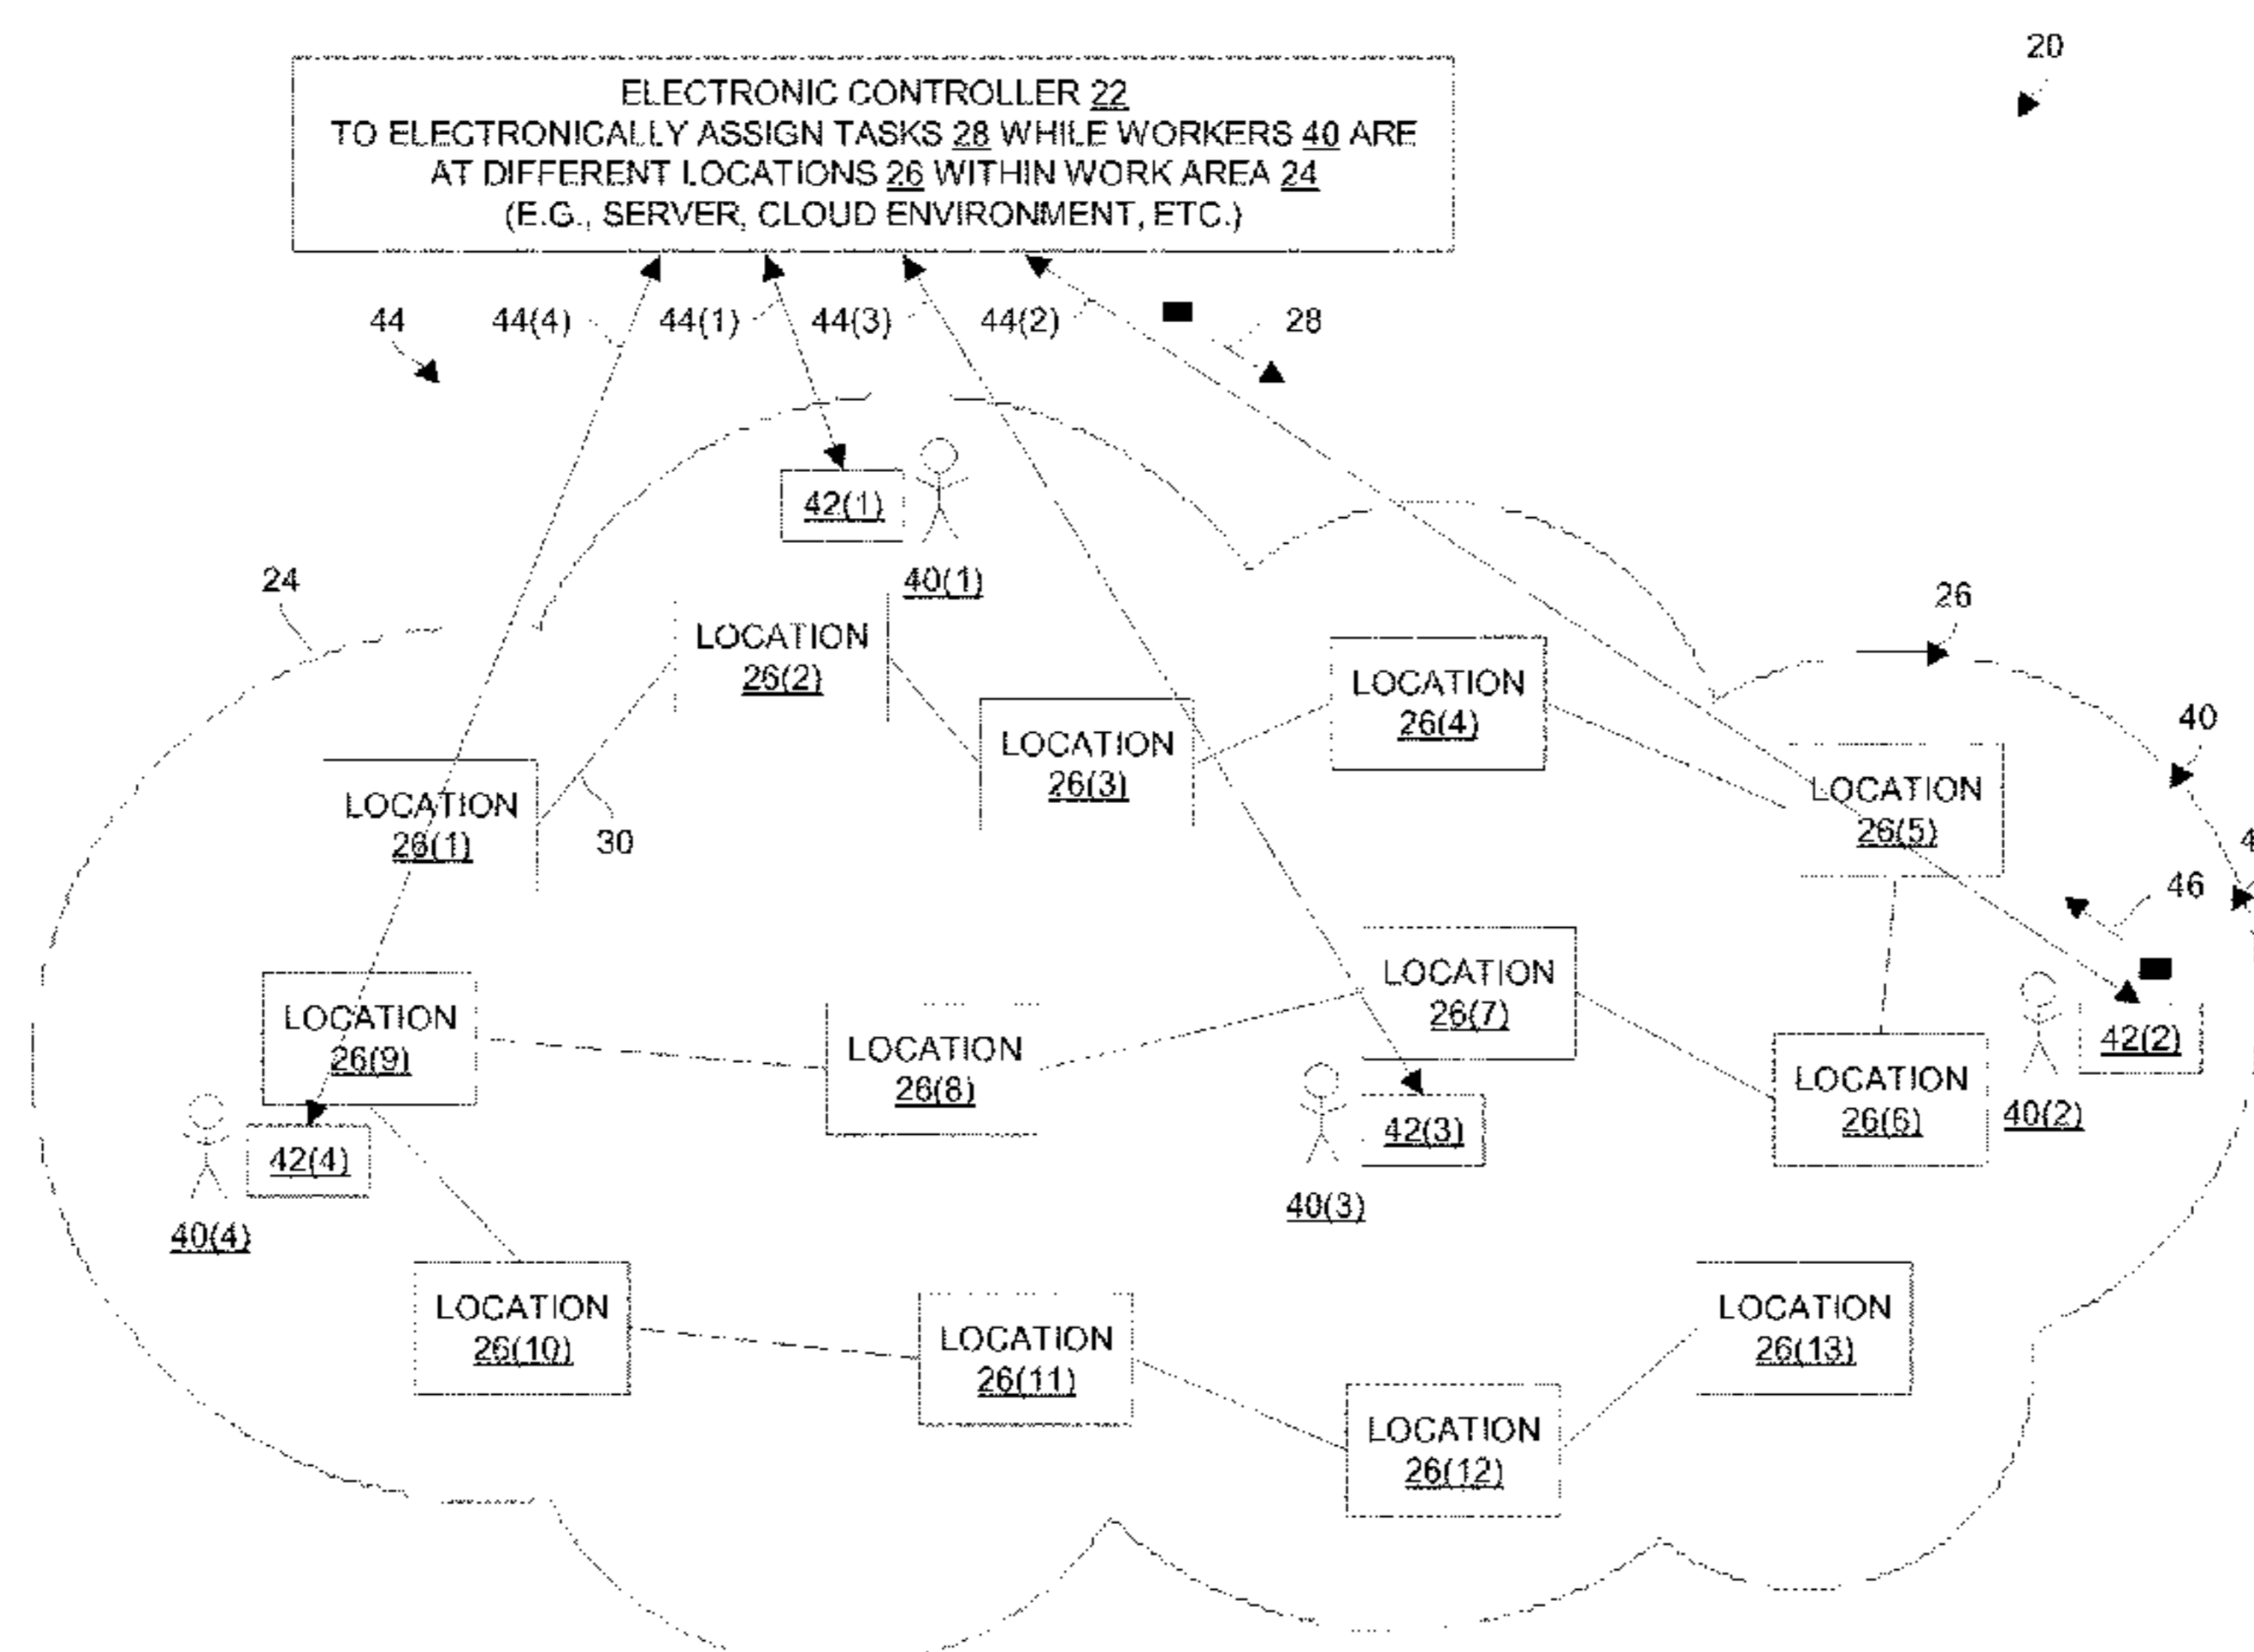 20
ELECTRONIC CONTROLLER 22
TO ELECTRONICALLY ASSIGN TASKS 28 WHILE WORKERS 40 ARE
AT DIFFERENT LOCATIONS 26 WITHIN WORK AREA 24
(E.G., SERVER, CLOUD ENVIRONMENT, ETC.)
44
44(4)
44(1)
44(3)
44(2)
28
42(1)
40(1)
24
26
LOCATION
26(2)
LOCATION
26(4)
LOCATION
26(3)
40
LOCATION
26(1)
30
LOCATION
26(5)
46
LOCATION
26(7)
LOCATION
26(9)
LOCATION
26(8)
42(2)
LOCATION
26(6)
40(2)
42(3)
40(3)
42(4)
40(4)
LOCATION
26(10)
LOCATION
26(11)
LOCATION
26(13)
LOCATION
26(12)